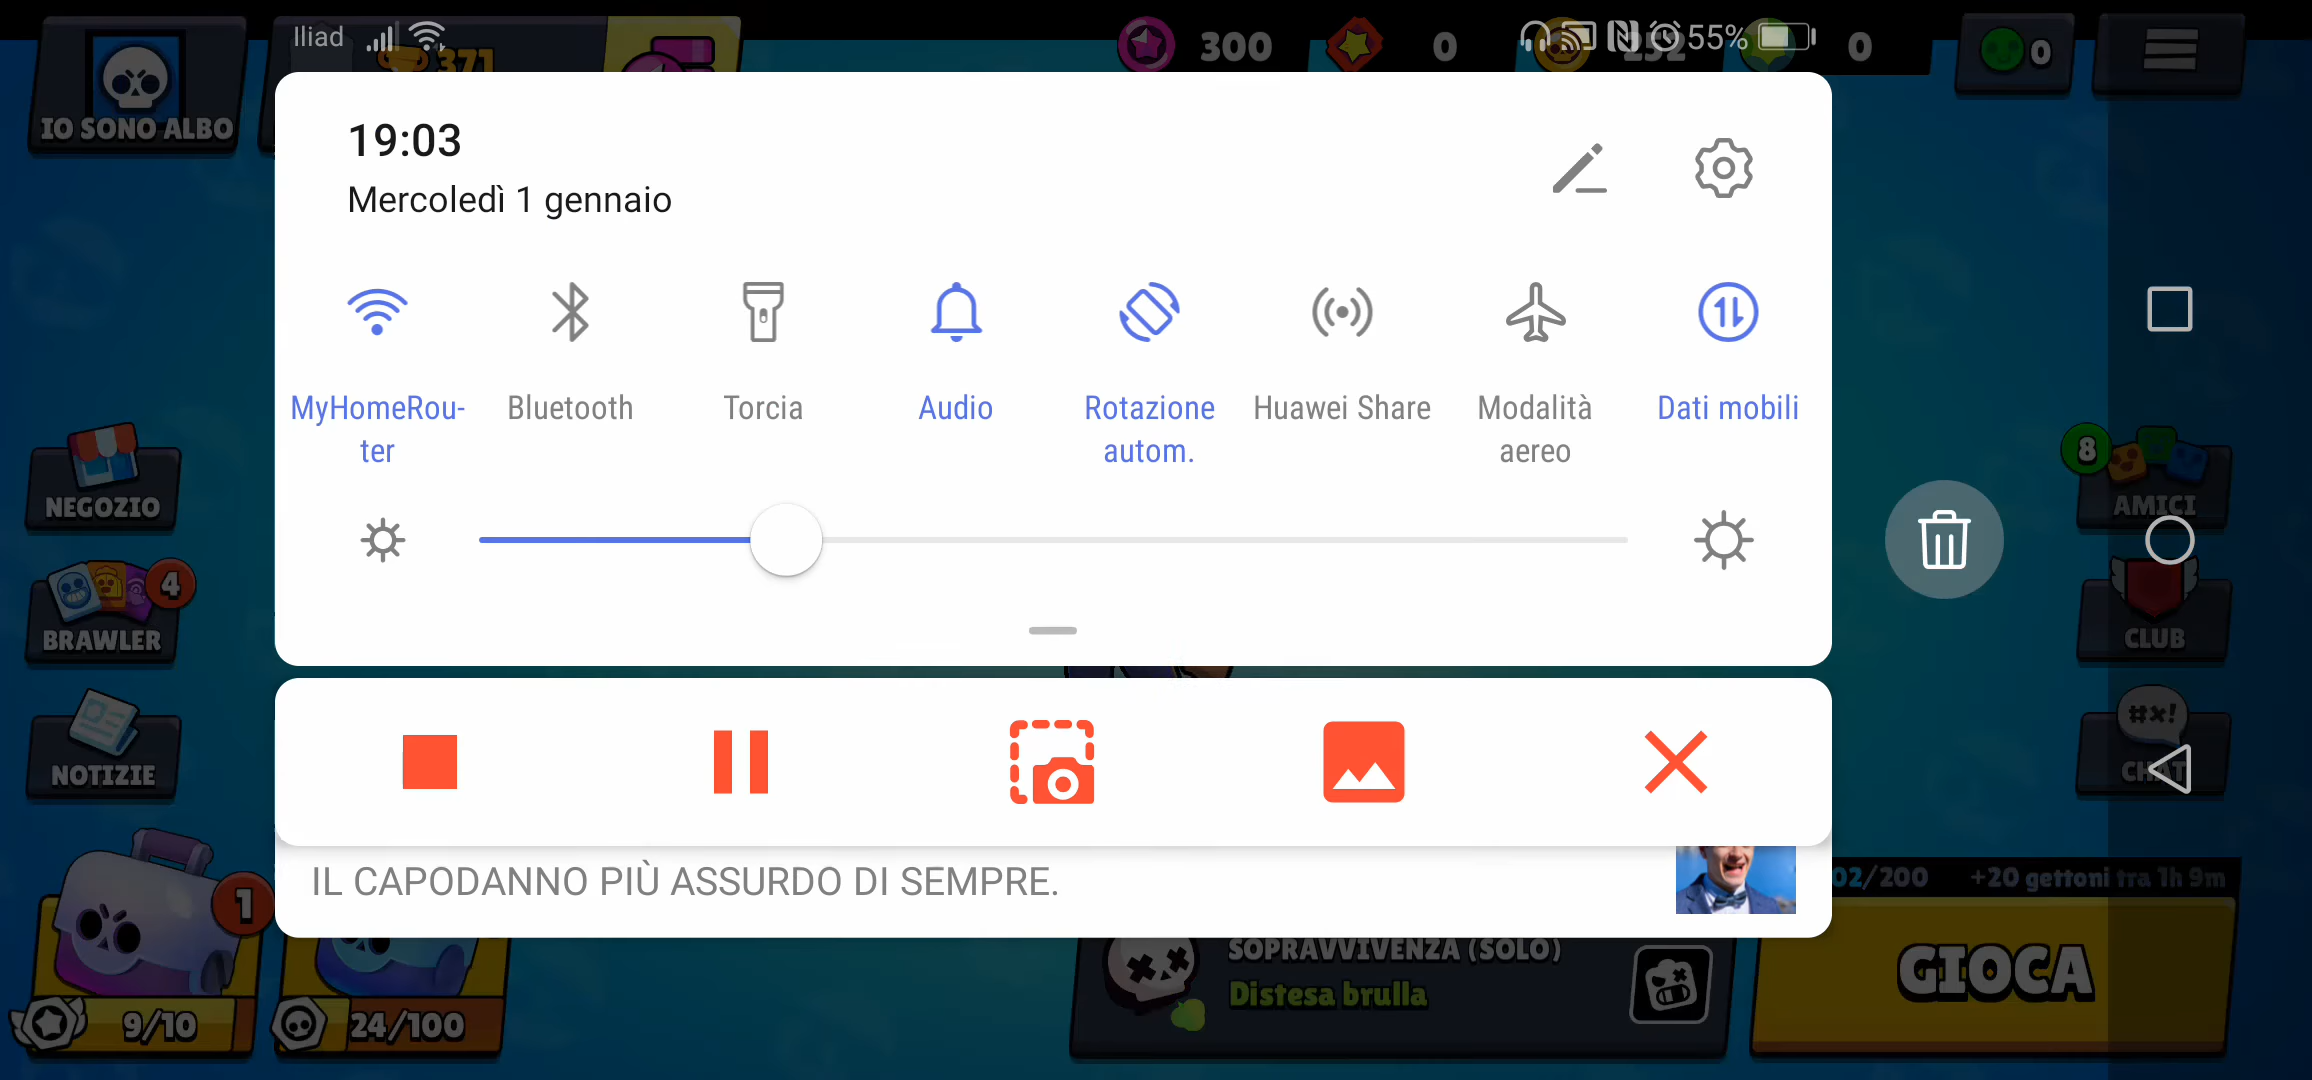 Iliad
55%
371
300
0
252
0
0
IO SONO ALBO
19:03
Mercoledì 1 gennaio
MyHomeRou-
ter
Bluetooth
Torcia
Audio
Rotazione
autom.
Huawei Share
Modalità
aereo
Dati mobili
NEGOZIO
8
AMICI
4
BRAWLER
CLUB
#x!
NOTIZIE
CHAT
IL CAPODANNO PIÙ ASSURDO DI SEMPRE.
02/200
+20 gettoni tra 1h 9m
1
SOPRAVVIVENZA (SOLO)
Distesa brulla
GIOCA
9/10
24/100